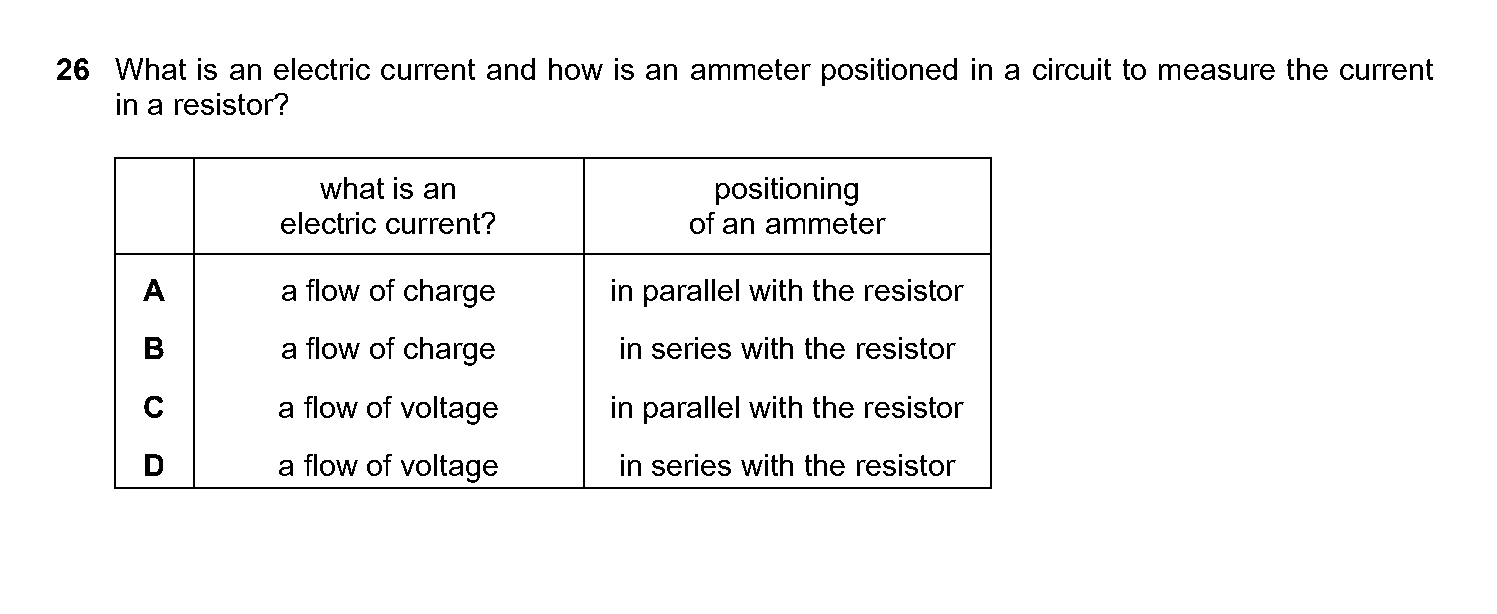 26 What is an electric current and how is an ammeter positioned in a circuit to measure the current
in a resistor?
what is an
electric current?
positioning
of an ammeter
A a flow of charge in parallel with the resistor
B a flow of charge in series with the resistor
C a flow of voltage in parallel with the resistor
D a flow of voltage in series with the resistor